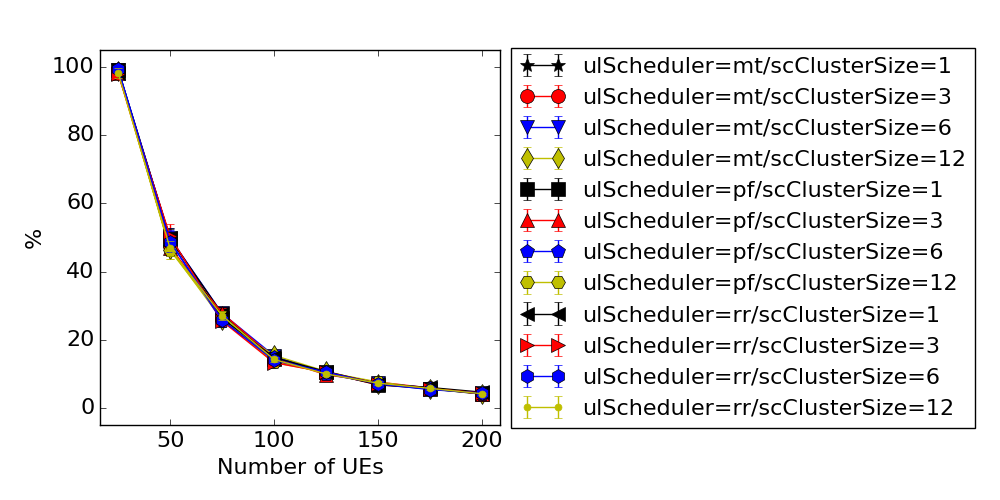 100
80
60
40
20
0
%
50
100
150
200
Number of UEs
ulScheduler=mt/scClusterSize=1
ulScheduler=mt/scClusterSize=3
ulScheduler=mt/scClusterSize=6
ulScheduler=mt/scClusterSize=12
ulScheduler=pf/scClusterSize=1
ulScheduler=pf/scClusterSize=3
ulScheduler=pf/scClusterSize=6
ulScheduler=pf/scClusterSize=12
ulScheduler=rr/scClusterSize=1
ulScheduler=rr/scClusterSize=3
ulScheduler=rr/scClusterSize=6
ulScheduler=rr/scClusterSize=12